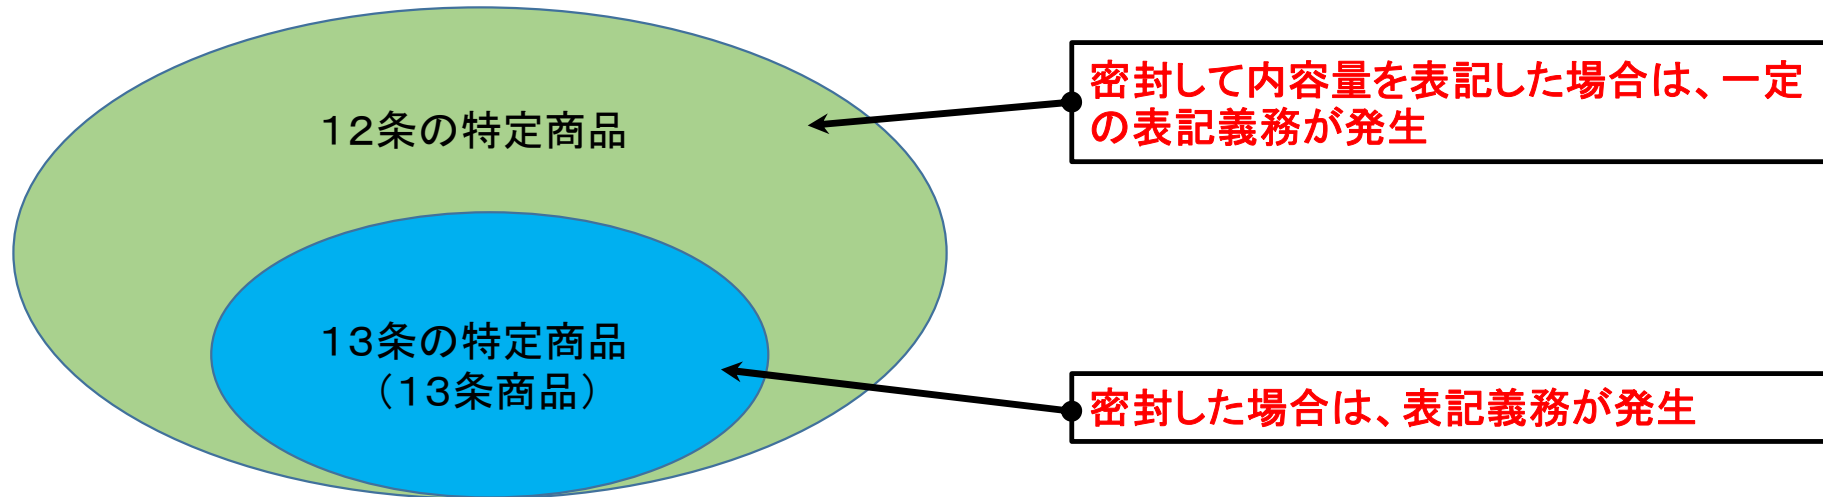 12条の特定商品
密封して内容量を表記した場合は、一定
の表記義務が発生
13条の特定商品
（13条商品）
密封した場合は、表記義務が発生